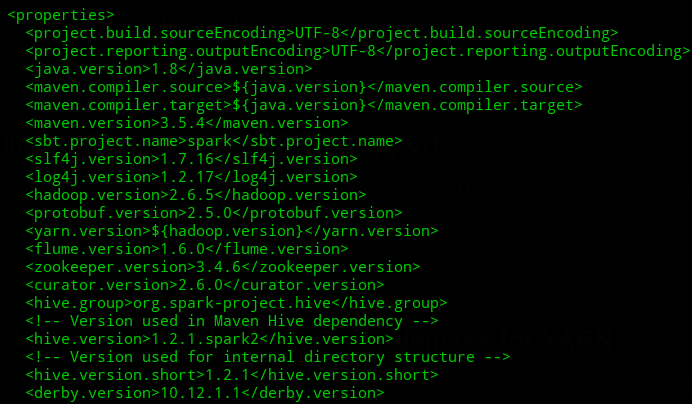 <properties>
<project.build.sourceEncoding>UTF-8</project.build.sourceEncoding>
<project.reporting.outputEncoding>UTF-8</project.reporting.outputEncoding>
<java.version>1.8</java.version>
<maven.compiler.source>${java.version}</maven.compiler.source>
<maven.compiler.target>${java.version}</maven.compiler.target>
<maven.version>3.5.4</maven.version>
<sbt.project.name>spark</sbt.project.name>
<slf4j.version>1.7.16</slf4j.version>
<log4j.version>1.2.17</log4j.version>
<hadoop.version>2.6.5</hadoop.version>
<protobuf.version>2.5.0</protobuf.version>
<yarn.version>${hadoop.version}</yarn.version>
<flume.version>1.6.0</flume.version>
<zookeeper.version>3.4.6</zookeeper.version>
<curator.version>2.6.0</curator.version>
<hive.group>org.spark-project.hive</hive.group>
<!-- Version used in Maven Hive dependency -->
<hive.version>1.2.1.spark2</hive.version>
<!-- Version used for internal directory structure -->
<hive.version.short>1.2.1</hive.version.short>
<derby.version>10.12.1.1</derby.version>